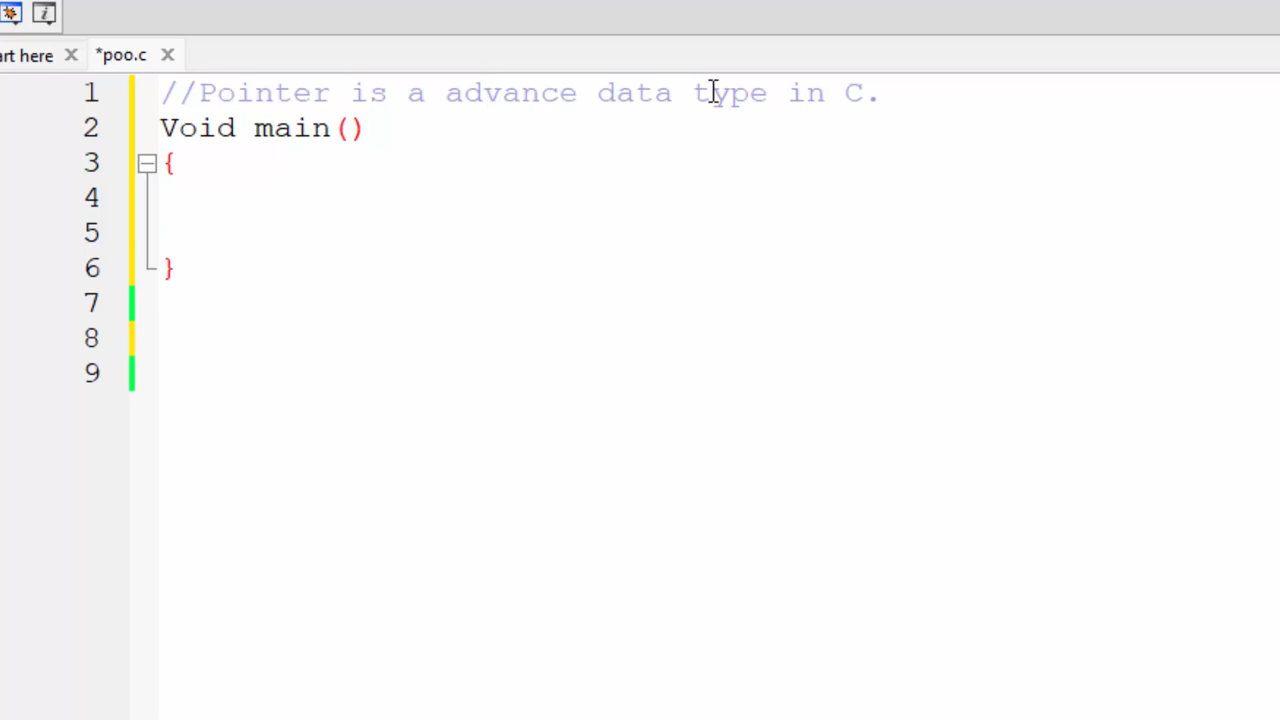 art here
*poo.c
1 //Pointer is a advance data type in C.
2 Void main()
3 {
4
5
6 }
7
8
9